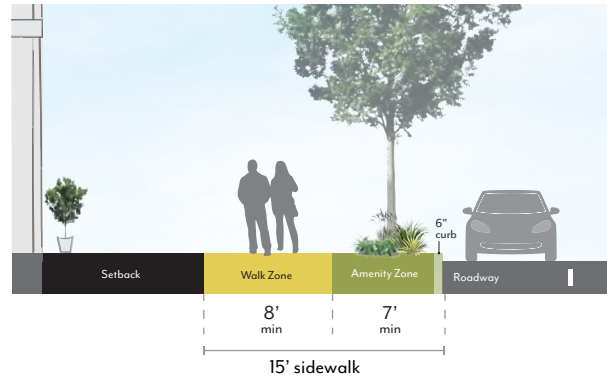 6"
curb
Setback
Walk Zone
Amenity Zone
Roadway
8'
min
7'
min
15' sidewalk